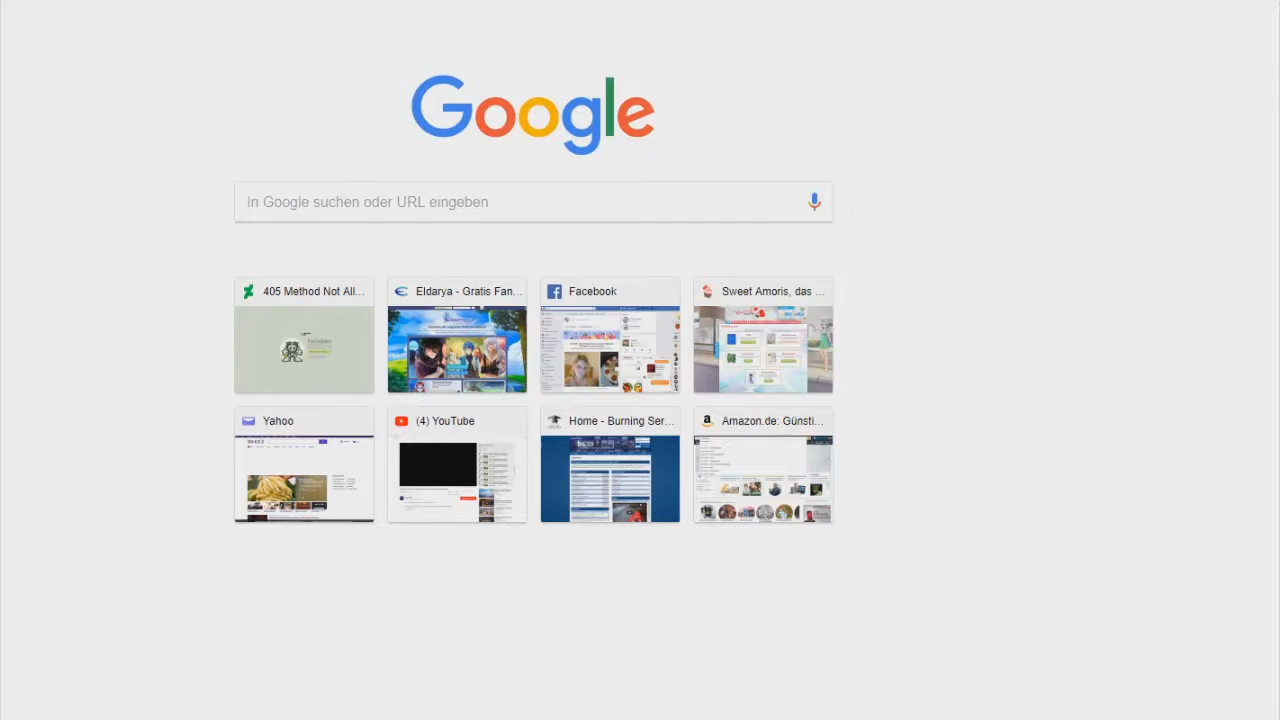 Google
In Google suchen oder URL eingeben
405 Method Not All...
Eldarya - Gratis Fan...
Facebook
Sweet Amoris, das ...
Yahoo
(4) YouTube
Home - Burning Ser...
Amazon.de: Günsti...